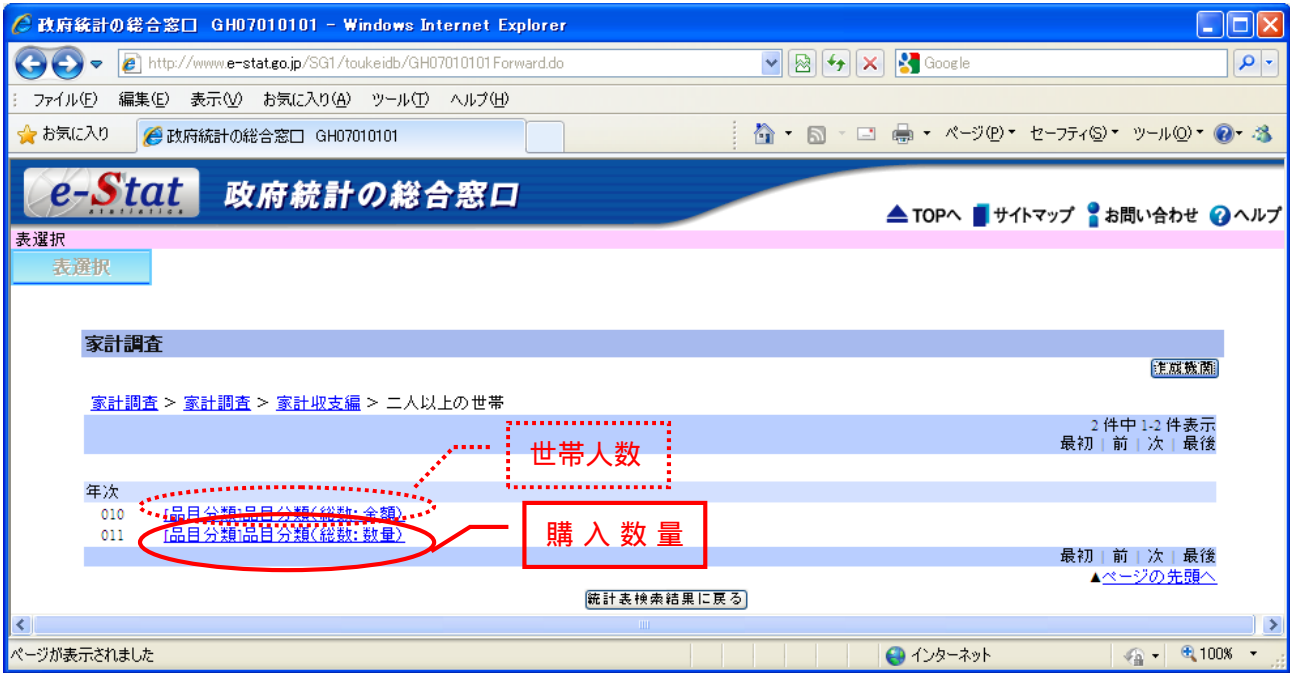 政府統計の総合窓口 GH07010101 - Windows Internet Explorer
http://www.e-stat.go.jp/SG1/toukeidb/GH07010101Forward.do
Google
ファイル(F) 編集(E) 表示(V) お気に入り(A) ツール(T) ヘルプ(H)
お気に入り 政府統計の総合窓口 GH07010101 ページ(P) セーフティ(S) ツール(O)
e-Stat 政府統計の総合窓口
statistics
TOPへ サイトマップ お問い合わせ ヘルプ
表選択
表選択
家計調査
作成機関
家計調査 > 家計調査 > 家計収支編 > 二人以上の世帯
2 件中 1-2 件表示
最初 | 前 | 次 | 最後
世帯人数
年次
010 [品目分類]品目分類(総数:金額)
011 [品目分類]品目分類(総数:数量)
購入数量
最初 | 前 | 次 | 最後
▲ページの先頭へ
統計表検索結果に戻る
ページが表示されました インターネット 100%